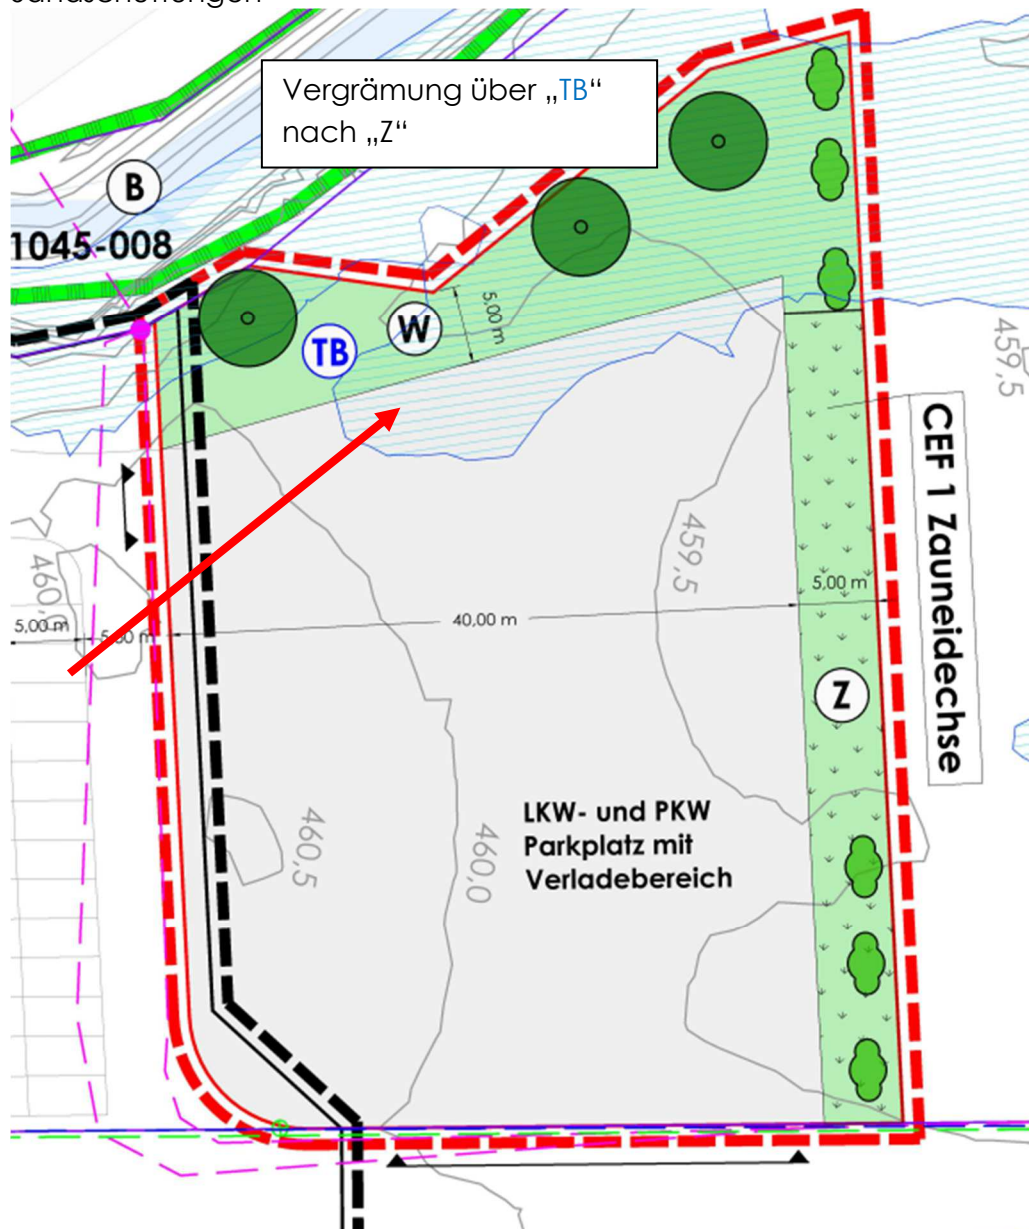 Vergrämung über „TB“
nach „Z“
B
1045-008
5,00 m
W
TB
459,5
CEF 1 Zauneidechse
459,5
460,0
5,00 m
5,00 m
40,00 m
5,00 m
Z
LKW- und PKW
Parkplatz mit
Verladebereich
460,5
460,0